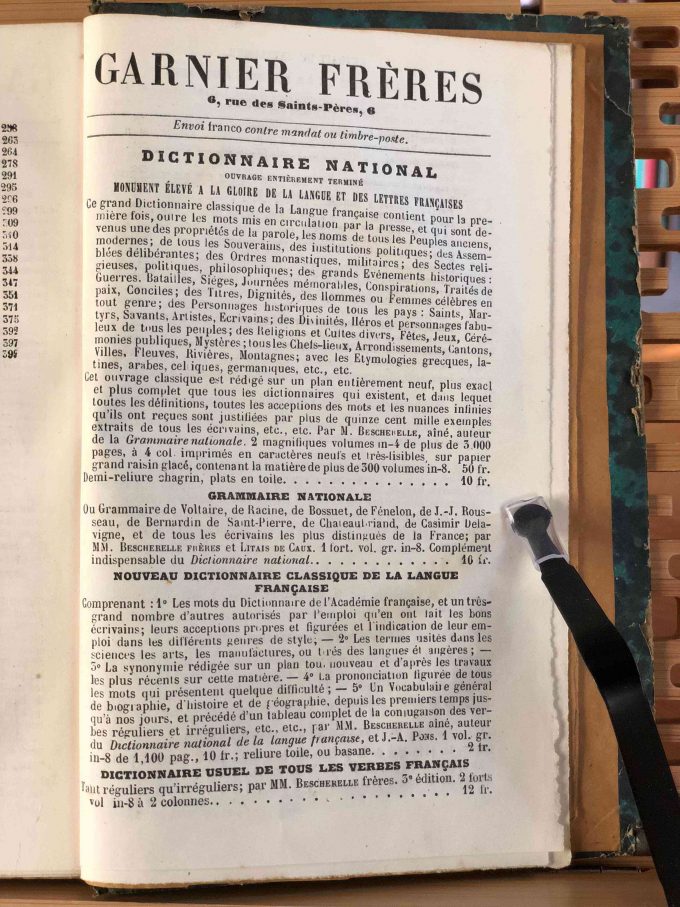 298
263
264
278
291
295
296
299
309
310
314
338
344
347
351
371
375
392
397
399
GARNIER FRÈRES
6, rue des Saints-Pères, 6
Envoi franco contre mandat ou timbre-poste.
DICTIONNAIRE NATIONAL
OUVRAGE ENTIÈREMENT TERMINÉ
MONUMENT ÉLEVÉ A LA GLOIRE DE LA LANGUE ET DES LETTRES FRANÇAISES
Ce grand Dictionnaire classique de la Langue française contient pour la pre-
mière fois, outre les mots mis en circulation par la presse, et qui sont de-
venus une des propriétés de la parole, les noms de tous les Peuples anciens,
modernes; de tous les Souverains, des institutions politiques; des Assem-
blées délibérantes; des Ordres monastiques, militaires; des Sectes reli-
gieuses, politiques, philosophiques; des grands Evénements historiques:
Guerres. Batailles, Siéges, Journées mémorables, Conspirations, Traités de
paix, Conciles; des Titres, Dignités, des Hommes ou Femmes célèbres en
tout genre; des Personnages historiques de tous les pays: Saints, Mar-
tyrs, Savants, Artistes, Ecrivains; des Divinités, Héros et personnages fabu-
leux de tous les peuples; des Religions et Cultes divers, Fêtes, Jeux, Céré-
monies publiques, Mystères; tous les Chefs-lieux, Arrondissements, Cantons,
Villes, Fleuves, Rivières, Montagnes; avec les Etymologies grecques, la-
tines, arabes, celtiques, germaniques, etc., etc.
Cet ouvrage classique est rédigé sur un plan entièrement neuf, plus exact
et plus complet que tous les dictionnaires qui existent, et dans lequel
toutes les définitions, toutes les acceptions des mots et les nuances infinies
qu'ils ont reçues sont justifiées par plus de quinze cent mille exemples
extraits de tous les écrivains, etc., etc. Par M. BESCHERELLE, aîné, auteur
de la Grammaire nationale. 2 magnifiques volumes in-4 de plus de 3,000
pages, à 4 col. imprimés en caractères neufs et très-lisibles, sur papier
grand raisin glacé, contenant la matière de plus de 300 volumes in-8. 50 fr.
Demi-reliure chagrin, plats en toile. . . . . . . . . . . . . . 10 fr.
GRAMMAIRE NATIONALE
Ou Grammaire de Voltaire, de Racine, de Bossuet, de Fénelon, de J.-J. Rous-
seau, de Bernardin de Saint-Pierre, de Chateaubriand, de Casimir Dela-
vigne, et de tous les écrivains les plus distingués de la France; par
MM. BESCHERELLE FRÈRES et LITAIS DE CAUX. 1 fort. vol. gr. in-8. Complément
indispensable du Dictionnaire national. . . . . . . . . . . . . 10 fr.
NOUVEAU DICTIONNAIRE CLASSIQUE DE LA LANGUE
FRANÇAISE
Comprenant: 1° Les mots du Dictionnaire de l'Académie française, et un très-
grand nombre d'autres autorisés par l'emploi qu'en ont fait les bons
écrivains; leurs acceptions propres et figurées et l'indication de leur em-
ploi dans les différents genres de style; — 2° Les termes usités dans les
sciences les arts, les manufactures, ou tirés des langues étrangères; —
3° La synonymie rédigée sur un plan tout nouveau et d'après les travaux
les plus récents sur cette matière. — 4° La prononciation figurée de tous
les mots qui présentent quelque difficulté; — 5° Un Vocabulaire général
de biographie, d'histoire et de géographie, depuis les premiers temps jus-
qu'à nos jours, et précédé d'un tableau complet de la conjugaison des ver-
bes réguliers et irréguliers, etc., etc., par MM. BESCHERELLE aîné, auteur
du Dictionnaire national de la langue française, et J.-A. PONS. 1 vol. gr.
in-8 de 1,100 pag., 10 fr.; reliure toile, ou basane. . . . . . . . 2 fr.
DICTIONNAIRE USUEL DE TOUS LES VERBES FRANÇAIS
Tant réguliers qu'irréguliers; par MM. BESCHERELLE frères. 3e édition. 2 forts
vol in-8 à 2 colonnes. . . . . . . . . . . . . . . . . . . . . 12 fr.